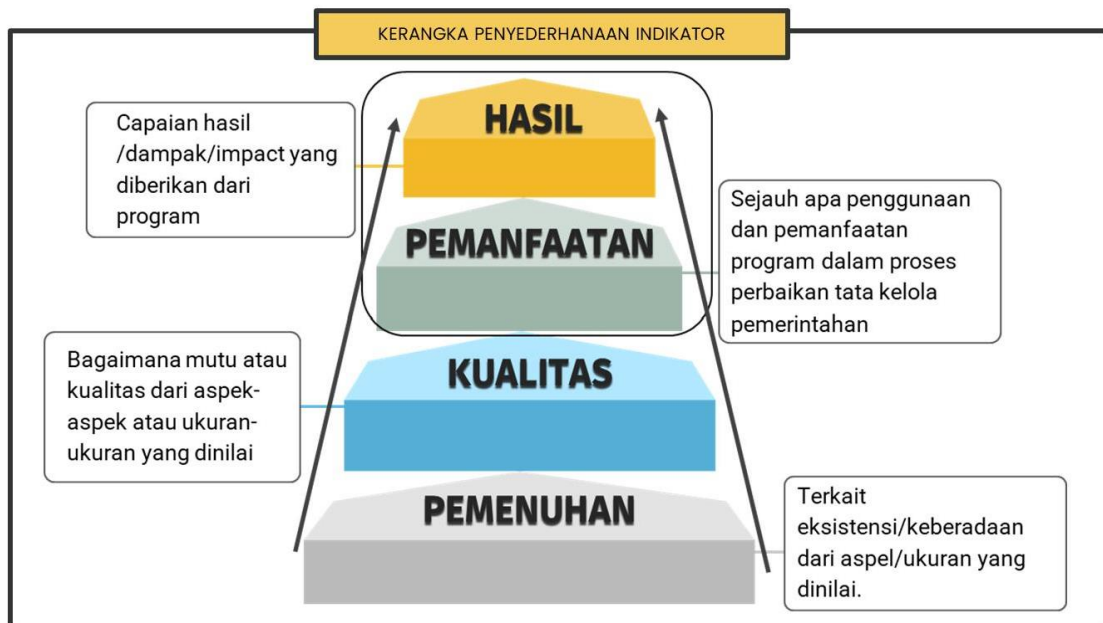 KERANGKA PENYEDERHANAAN INDIKATOR
HASIL
Capaian hasil
/dampak/impact yang
diberikan dari
program
PEMANFAATAN
Sejauh apa penggunaan
dan pemanfaatan
program dalam proses
perbaikan tata kelola
pemerintahan
KUALITAS
Bagaimana mutu atau
kualitas dari aspek-
aspek atau ukuran-
ukuran yang dinilai
PEMENUHAN
Terkait
eksistensi/keberadaan
dari aspel/ukuran yang
dinilai.